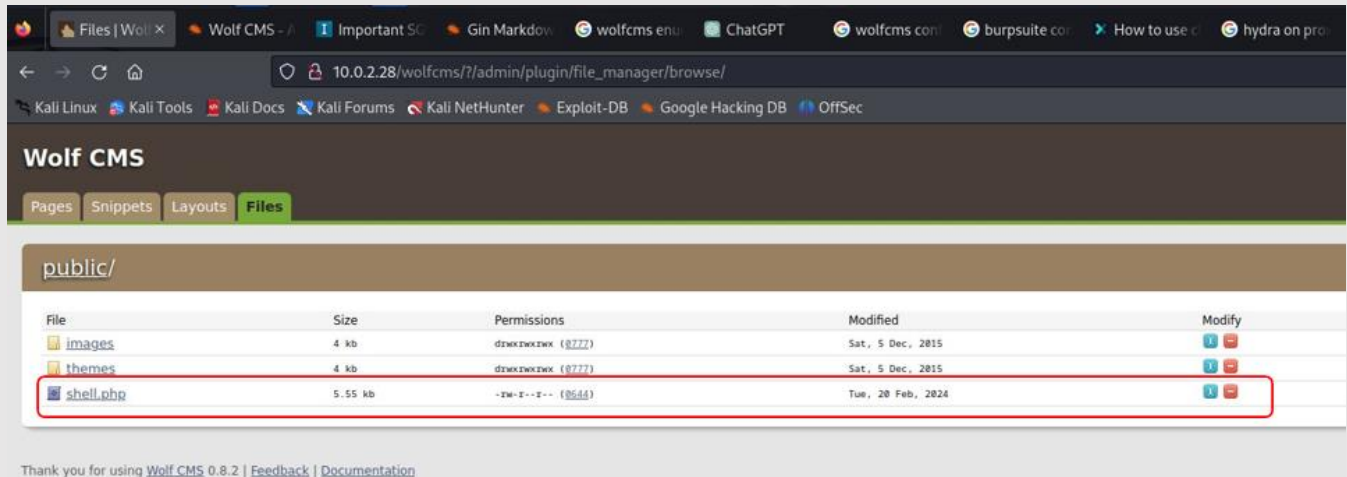 Files | Wol
Wolf CMS - A
Important SQ
Gin Markdow
wolfcms enu
ChatGPT
wolfcms con
burpsuite co
How to use c
hydra on pro
10.0.2.28/wolfcms/?/admin/plugin/file_manager/browse/
Kali Linux Kali Tools Kali Docs Kali Forums Kali NetHunter Exploit-DB Google Hacking DB OffSec
Wolf CMS
Pages Snippets Layouts Files
public/
File Size Permissions Modified Modify
images 4 kb drwxrwxrwx (0777) Sat, 5 Dec, 2015
themes 4 kb drwxrwxrwx (0777) Sat, 5 Dec, 2015
shell.php 5.55 kb -rw-r--r-- (0644) Tue, 20 Feb, 2024
Thank you for using Wolf CMS 0.8.2 | Feedback | Documentation